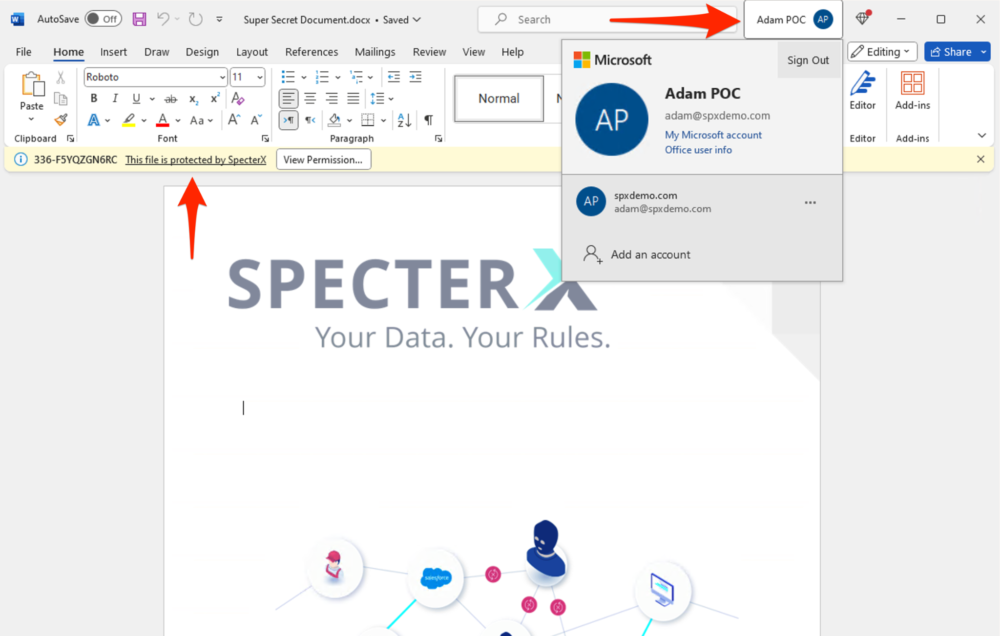 AutoSave Off Super Secret Document.docx • Saved Search Adam POC AP
File Home Insert Draw Design Layout References Mailings Review View Help Editing Share
Microsoft Sign Out
Paste
Clipboard
Roboto 11
B I U ab x2 x2 A
A A Aa A A
Font
A Z
Paragraph
Normal
Editor
Editor
Add-ins
Add-ins
AP
Adam POC
adam@spxdemo.com
My Microsoft account
Office user info
336-F5YQZGN6RC This file is protected by SpecterX View Permission...
AP
spxdemo.com
adam@spxdemo.com
Add an account
SPECTERX
Your Data. Your Rules.
salesforce